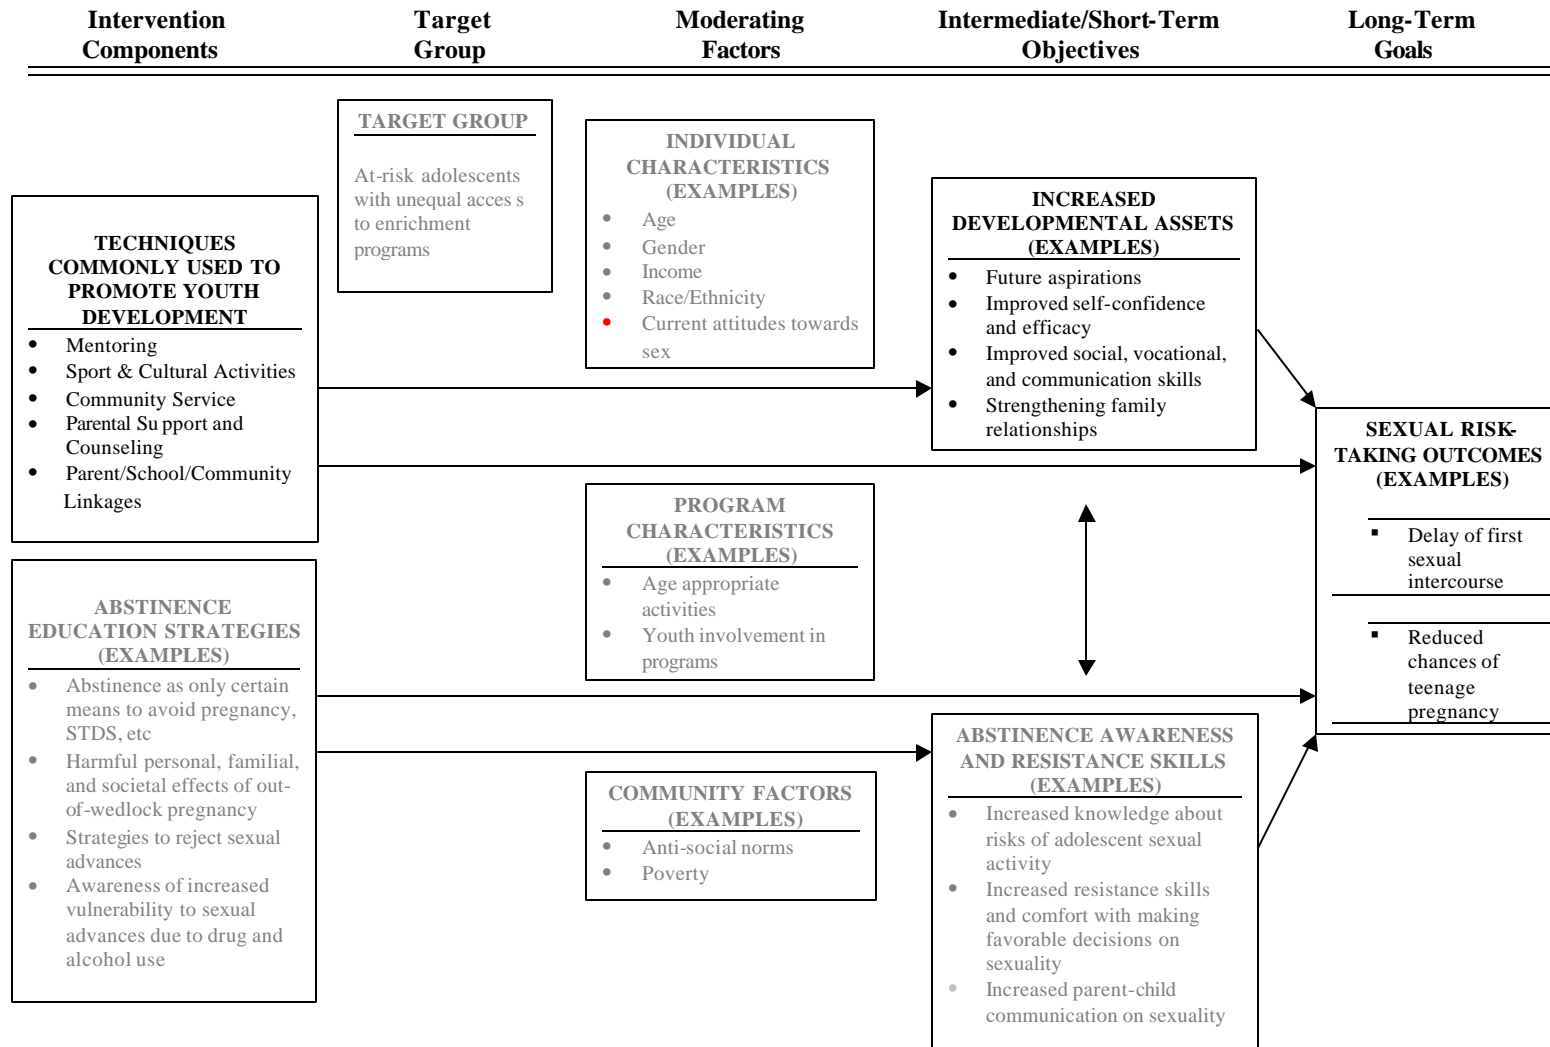 Intervention
Components
Target
Group
Moderating
Factors
Intermediate/Short-Term
Objectives
Long-Term
Goals
TECHNIQUES
COMMONLY USED TO
PROMOTE YOUTH
DEVELOPMENT
• Mentoring
• Sport & Cultural Activities
• Community Service
• Parental Su pport and
Counseling
• Parent/School/Community
Linkages
ABSTINENCE
EDUCATION STRATEGIES
(EXAMPLES)
• Abstinence as only certain
means to avoid pregnancy,
STDS, etc
• Harmful personal, familial,
and societal effects of out-
of-wedlock pregnancy
• Strategies to reject sexual
advances
• Awareness of increased
vulnerability to sexual
advances due to drug and
alcohol use
TARGET GROUP
At-risk adolescents
with unequal acces s
to enrichment
programs
INDIVIDUAL
CHARACTERISTICS
(EXAMPLES)
• Age
• Gender
• Income
• Race/Ethnicity
• Current attitudes towards
sex
PROGRAM
CHARACTERISTICS
(EXAMPLES)
• Age appropriate
activities
• Youth involvement in
programs
COMMUNITY FACTORS
(EXAMPLES)
• Anti-social norms
• Poverty
INCREASED
DEVELOPMENTAL ASSETS
(EXAMPLES)
• Future aspirations
• Improved self-confidence
and efficacy
• Improved social, vocational,
and communication skills
• Strengthening family
relationships
ABSTINENCE AWARENESS
AND RESISTANCE SKILLS
(EXAMPLES)
• Increased knowledge about
risks of adolescent sexual
activity
• Increased resistance skills
and comfort with making
favorable decisions on
sexuality
• Increased parent-child
communication on sexuality
SEXUAL RISK-
TAKING OUTCOMES
(EXAMPLES)
▪ Delay of first
sexual
intercourse
▪ Reduced
chances of
teenage
pregnancy